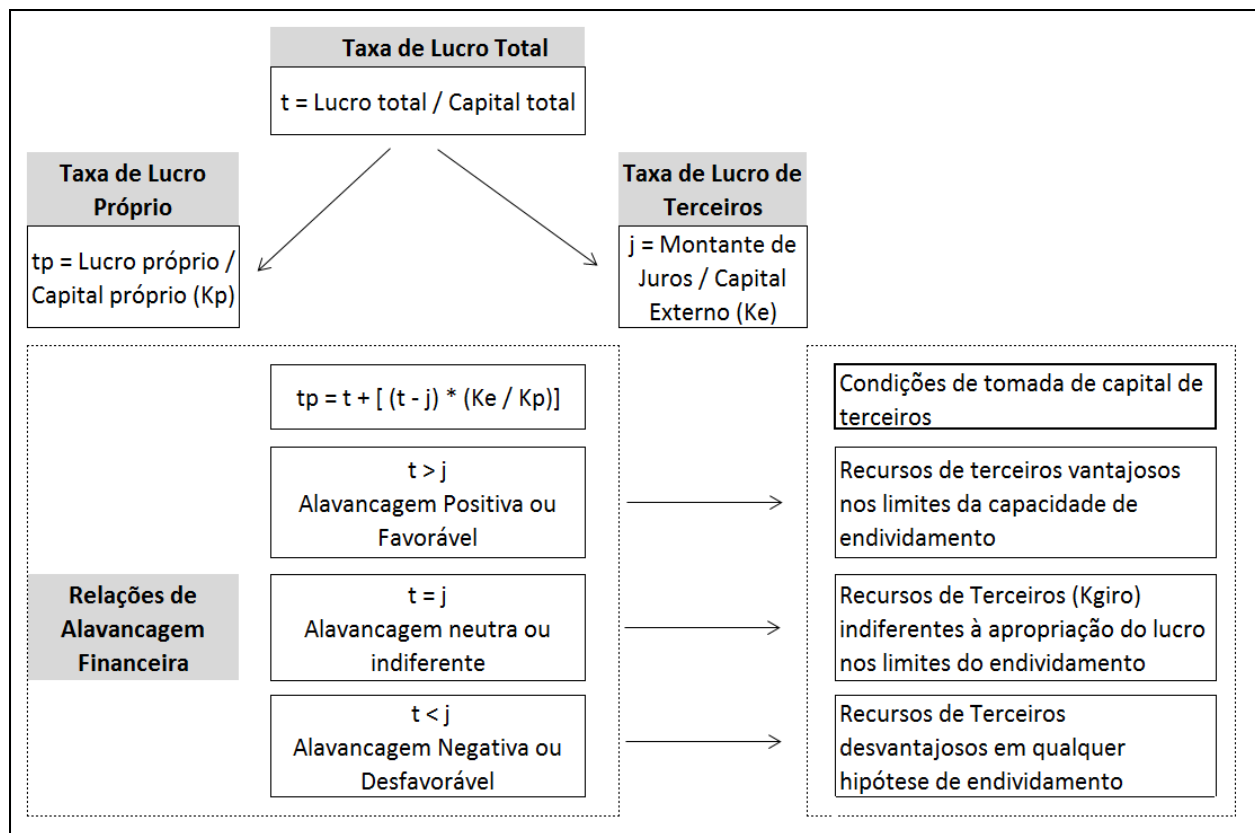 Taxa de Lucro Total
t = Lucro total / Capital total
Taxa de Lucro
Próprio
tp = Lucro próprio /
Capital próprio (Kp)
Taxa de Lucro de
Terceiros
j = Montante de
Juros / Capital
Externo (Ke)
tp = t + [ (t - j) * (Ke / Kp)]
Condições de tomada de capital de
terceiros
t > j
Alavancagem Positiva ou
Favorável
Recursos de terceiros vantajosos
nos limites da capacidade de
endividamento
Relações de
Alavancagem
Financeira
t = j
Alavancagem neutra ou
indiferente
Recursos de Terceiros (Kgiro)
indiferentes à apropriação do lucro
nos limites do endividamento
t < j
Alavancagem Negativa ou
Desfavorável
Recursos de Terceiros
desvantajosos em qualquer
hipótese de endividamento